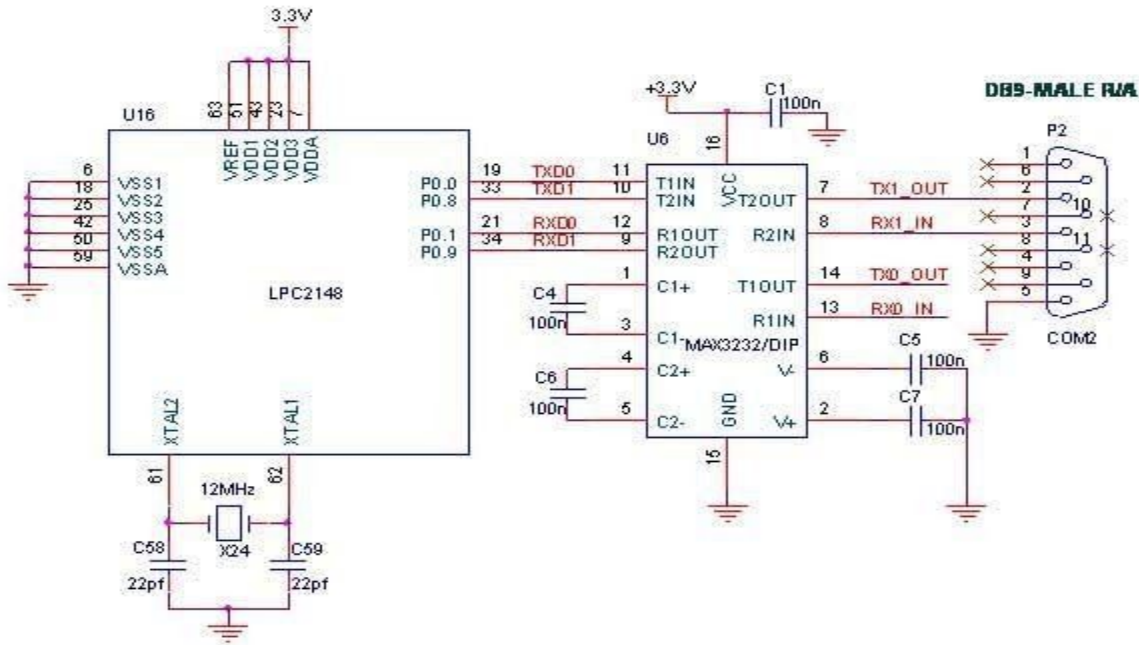 3.3V
U16
63
51
43
23
7
VREF
VDD1
VDD2
VDD3
VDDA
6
VSS1
18
VSS2
25
VSS3
42
VSS4
50
VSS5
59
VSSA
P0.0
19
TXD0
P0.8
33
TXD1
P0.1
21
RXD0
P0.9
34
RXD1
LPC2148
XTAL2
XTAL1
61
62
12MHz
X24
C58
22pf
C59
22pf
+3.3V
C1
100n
U6
16
VCC
11
T1IN
10
T2IN
12
R1OUT
9
R2OUT
1
C1+
3
C1-
4
C2+
5
C2-
C4
100n
C6
100n
T2OUT
7
TX1_OUT
R2IN
8
RX1_IN
T1OUT
14
TX0_OUT
R1IN
13
RX0_IN
MAX3232/DIP
V-
6
V+
2
GND
15
C5
100n
C7
100n
DB9-MALE R/A
P2
1
6
2
7
10
3
8
11
4
9
5
COM2